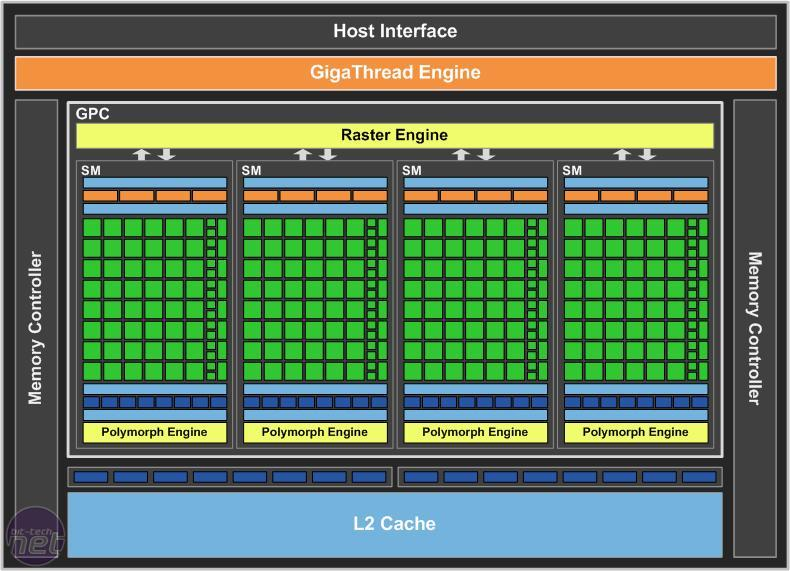 Host Interface
GigaThread Engine
GPC
Raster Engine
SM
SM
SM
SM
Memory Controller
Memory Controller
Polymorph Engine
Polymorph Engine
Polymorph Engine
Polymorph Engine
L2 Cache
bit-tech
net